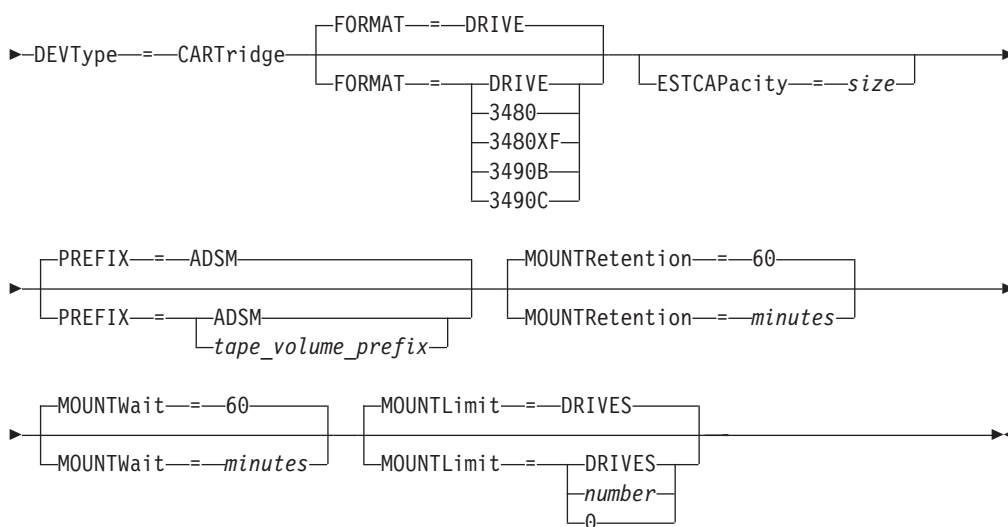 FORMAT = DRIVE
DEVType = CARTridge
FORMAT = DRIVE
3480
3480XF
3490B
3490C
ESTCAPacity = size
PREFIX = ADSM
PREFIX = ADSM
tape_volume_prefix
MOUNTRetention = 60
MOUNTRetention = minutes
MOUNTWait = 60
MOUNTWait = minutes
MOUNTLimit = DRIVES
MOUNTLimit = DRIVES
number
0